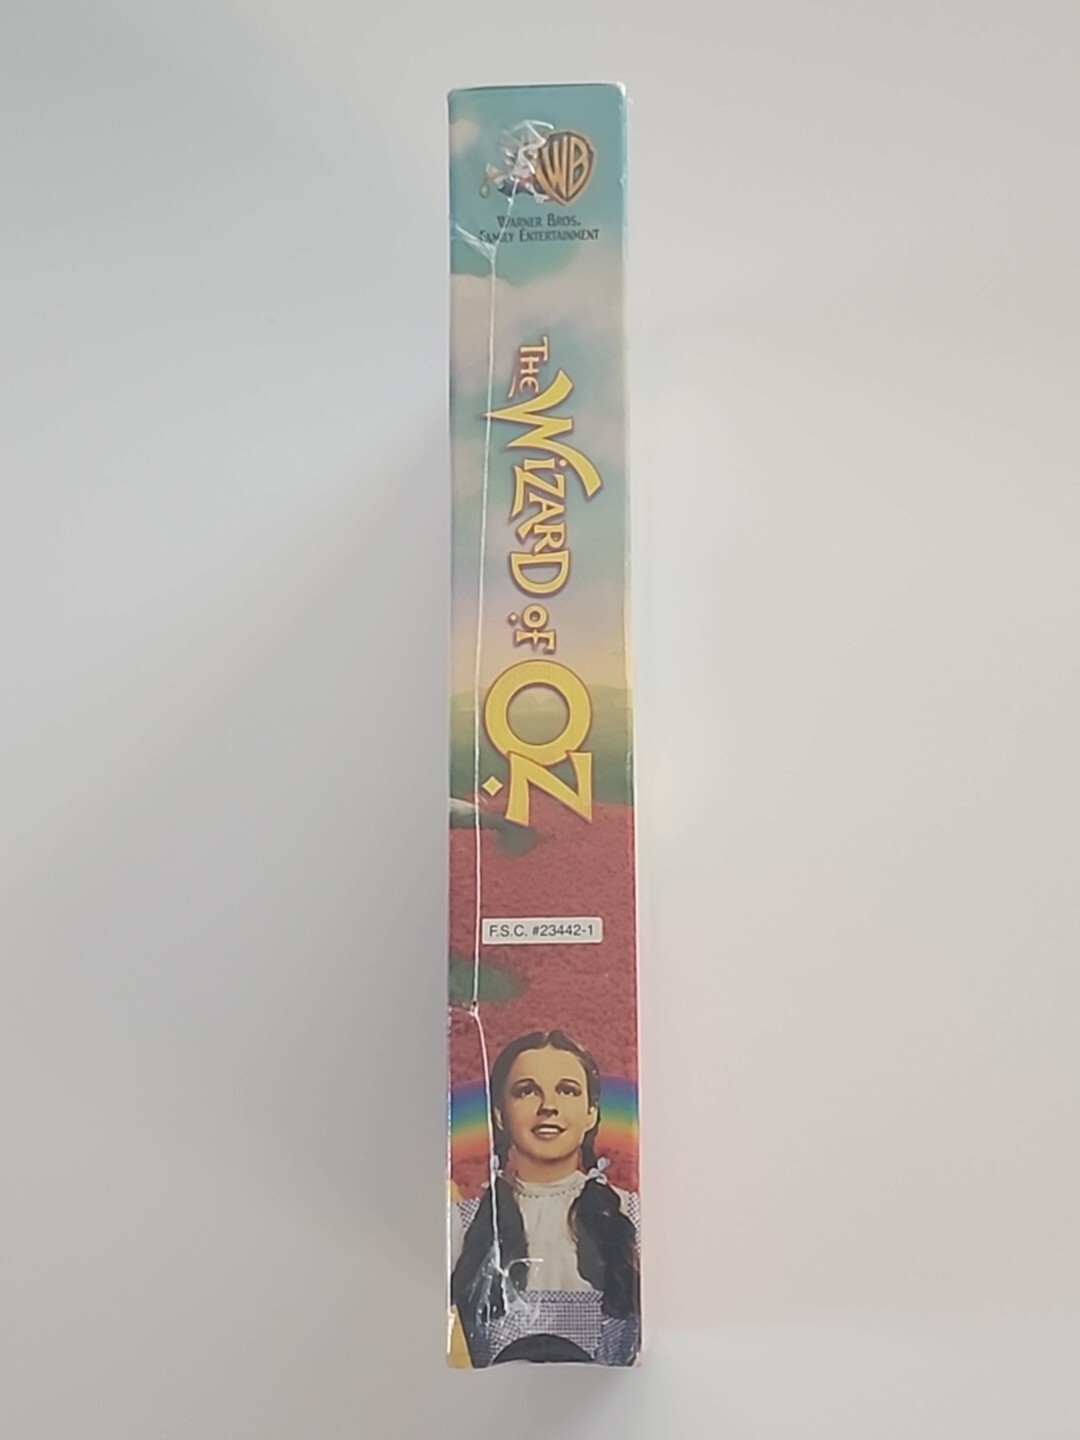 WB
WARNER BROS.
FAMILY ENTERTAINMENT
THE
WIZARD
OF
OZ
F.S.C. #23442-1